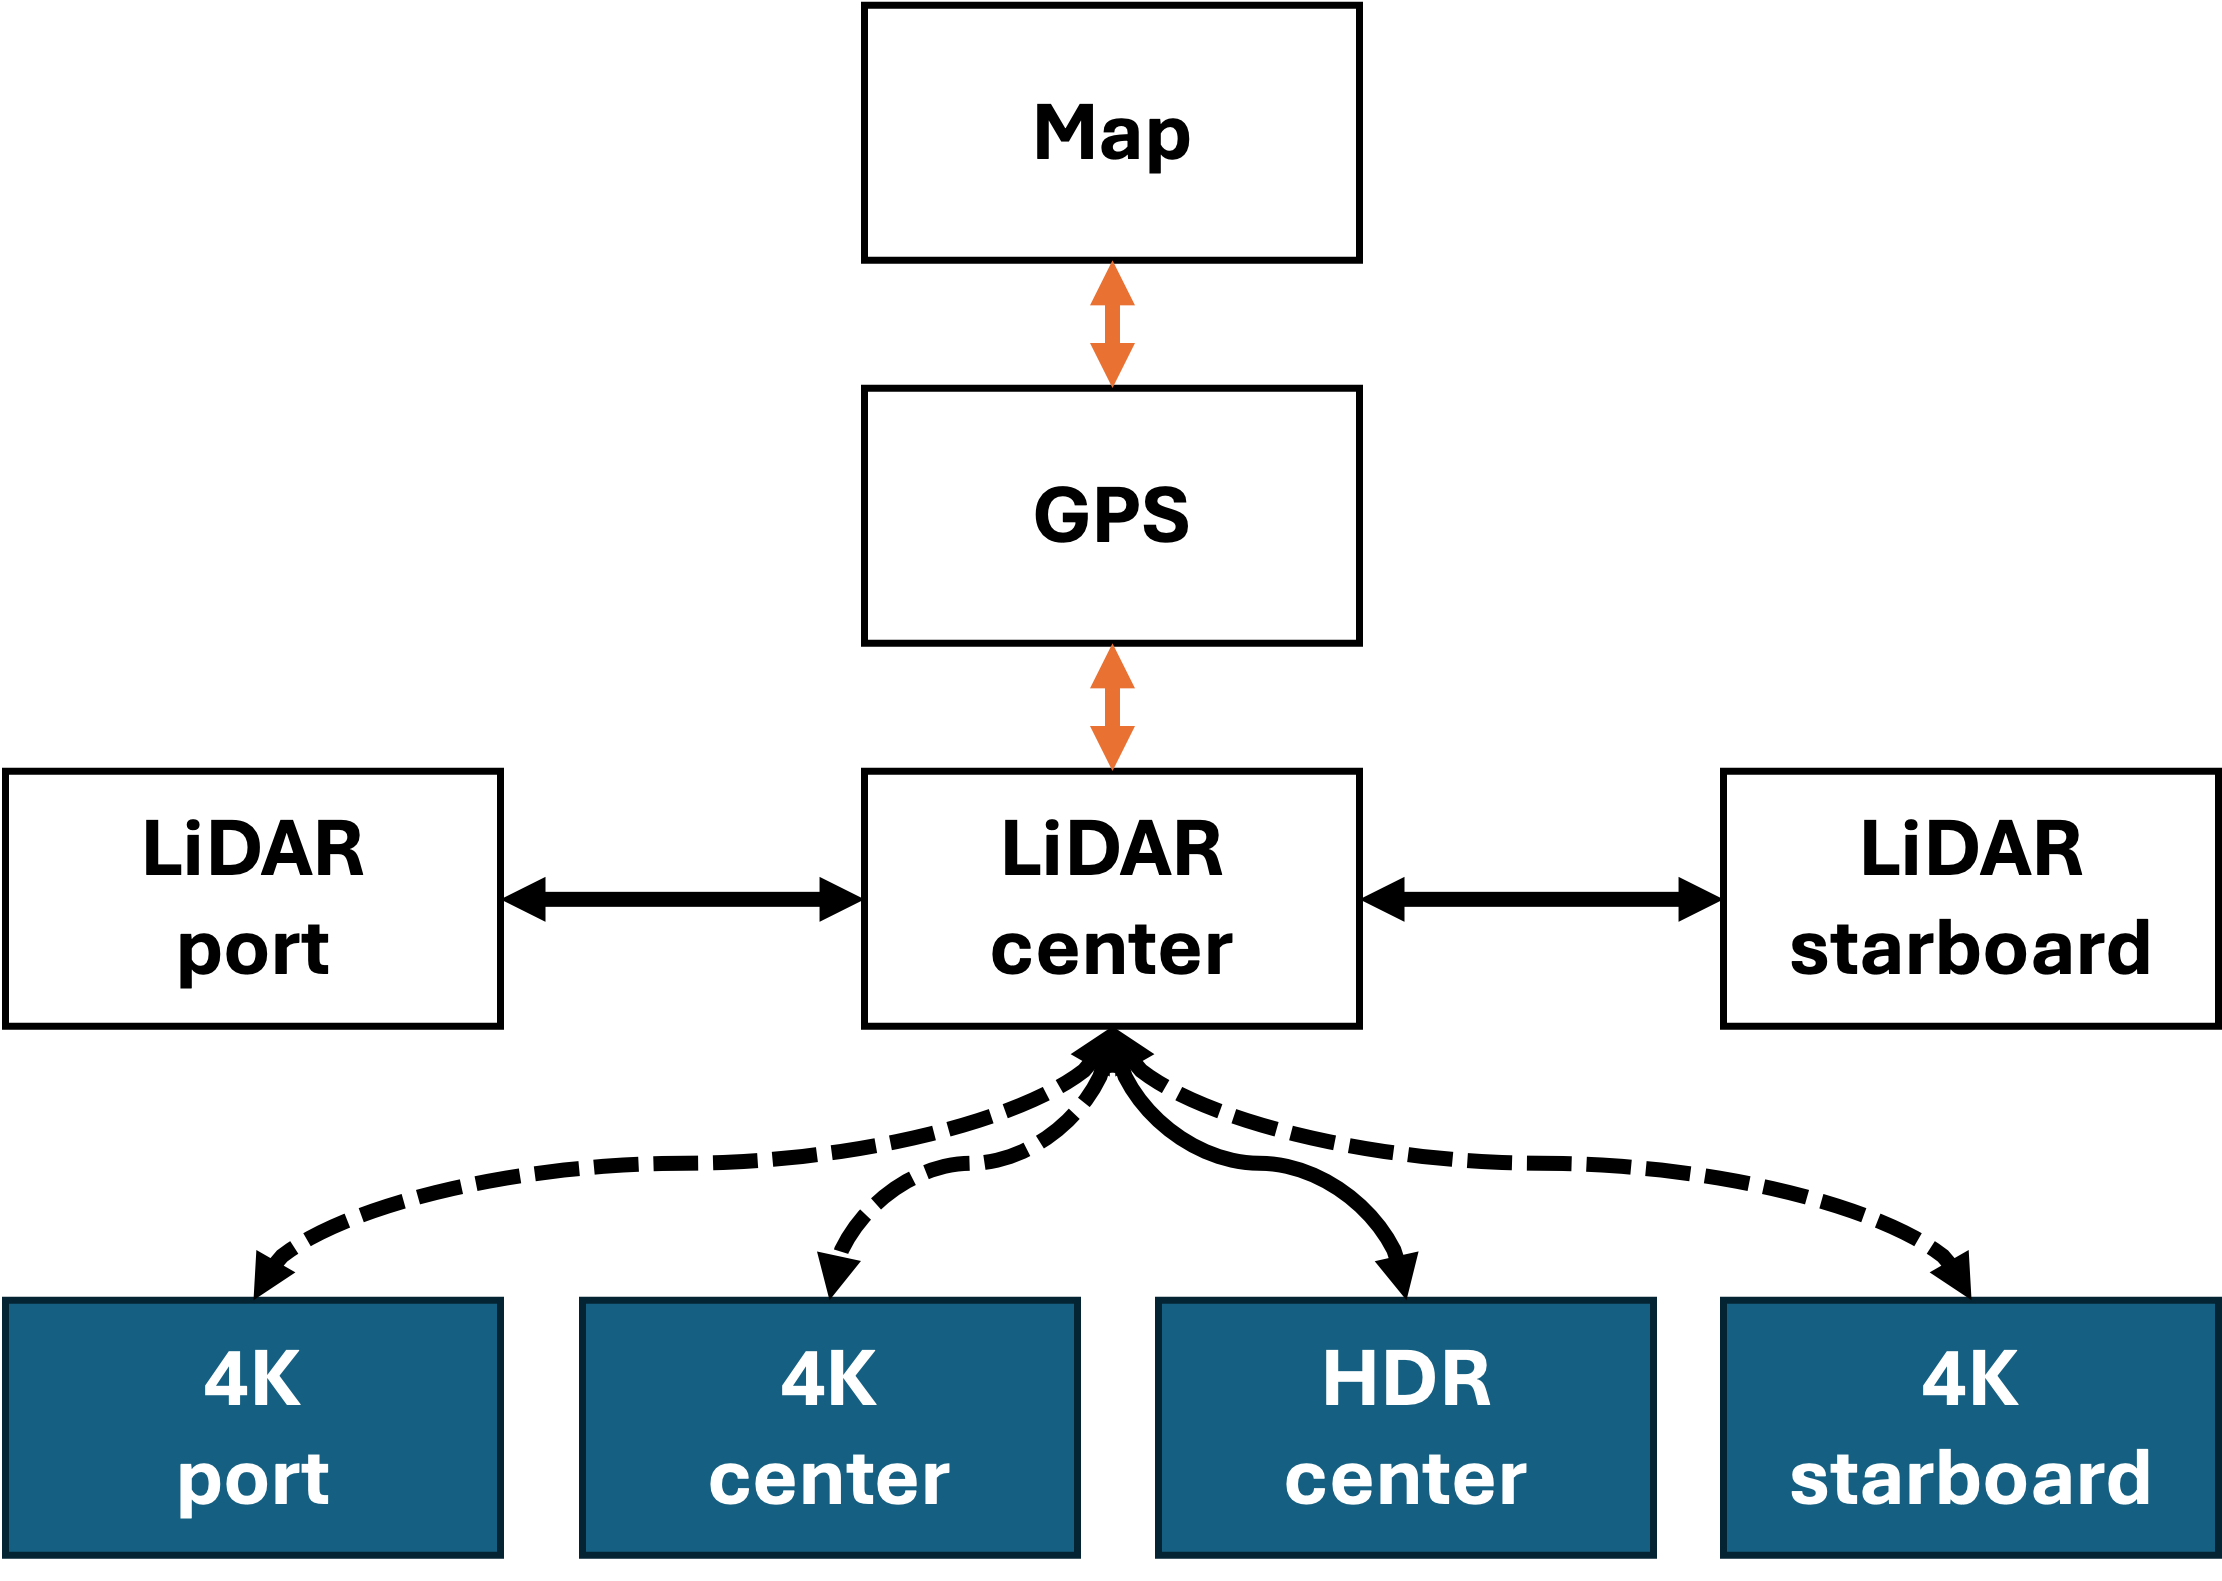 Map
GPS
LiDAR
port
LiDAR
center
LiDAR
starboard
4K
port
4K
center
HDR
center
4K
starboard